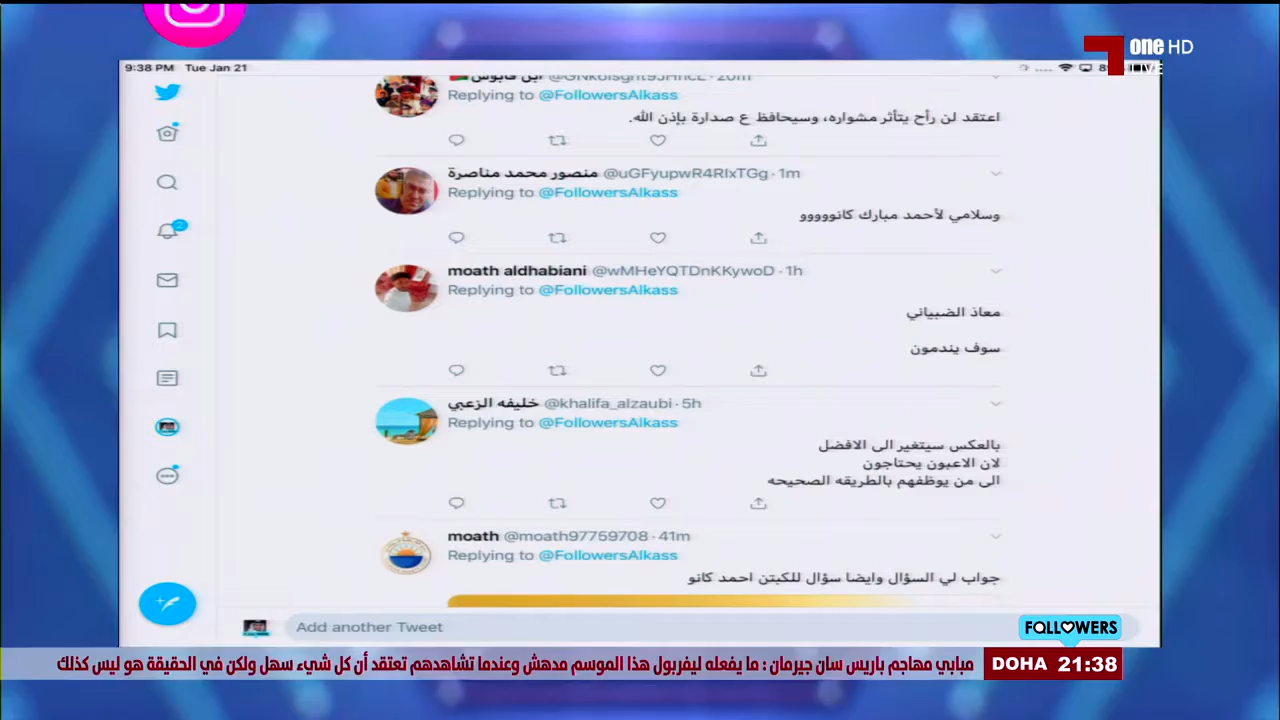 one HD
LIVE
9:38 PM Tue Jan 21
ابن قابوس
Replying to @FollowersAlkass
اعتقد لن رأح يتأثر مشواره، وسيحافظ ع صدارة بإذن الله.
منصور محمد مناصرة @uGFyupwR4RIxTGg · 1m
Replying to @FollowersAlkass
وسلامي لأحمد مبارك كانووووو
moath aldhabiani @wMHeYQTDnKKywoD · 1h
Replying to @FollowersAlkass
معاذ الضبياني
سوف يندمون
خليفه الزعبي @khalifa_alzaubi · 5h
Replying to @FollowersAlkass
بالعكس سيتغير الى الافضل
لان الاعبون يحتاجون
الى من يوظفهم بالطريقه الصحيحه
moath @moath97759708 · 41m
Replying to @FollowersAlkass
جواب لي السؤال وايضا سؤال للكبتن احمد كانو
Add another Tweet
FOLLOWERS
مبابي مهاجم باريس سان جيرمان : ما يفعله ليفربول هذا الموسم مدهش وعندما تشاهدهم تعتقد أن كل شيء سهل ولكن في الحقيقة هو ليس كذلك
DOHA 21:38